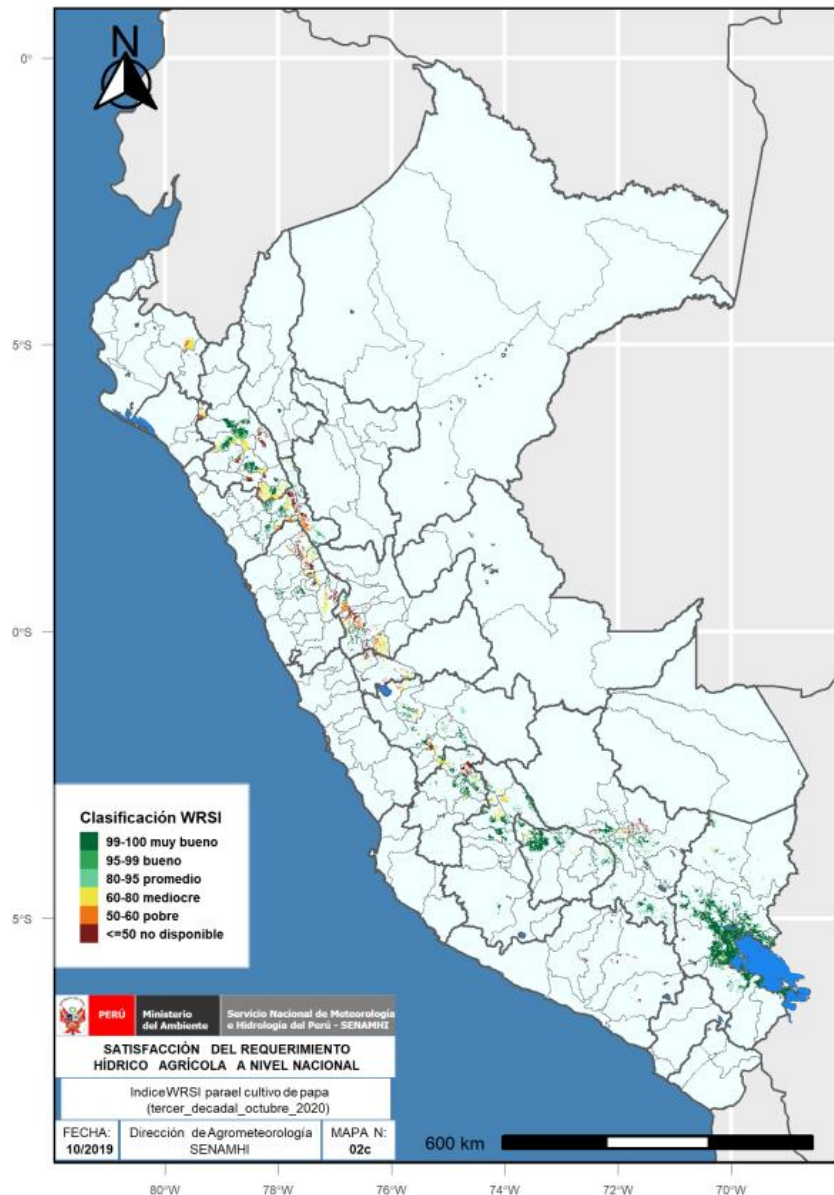 N
0°
5°S
0°S
5°S
Clasificación WRSI
99-100 muy bueno
95-99 bueno
80-95 promedio
60-80 mediocre
50-60 pobre
<=50 no disponible
PERÚ
Ministerio
del Ambiente
Servicio Nacional de Meteorología
e Hidrología del Perú - SENAMHI
SATISFACCIÓN DEL REQUERIMIENTO
HÍDRICO AGRÍCOLA A NIVEL NACIONAL
IndiceWRSI parael cultivo de papa
(tercer_decadal_octubre_2020)
FECHA:
10/2019
Dirección de Agrometeorología
SENAMHI
MAPA N:
02c
600 km
80°W 78°W 76°W 74°W 72°W 70°W